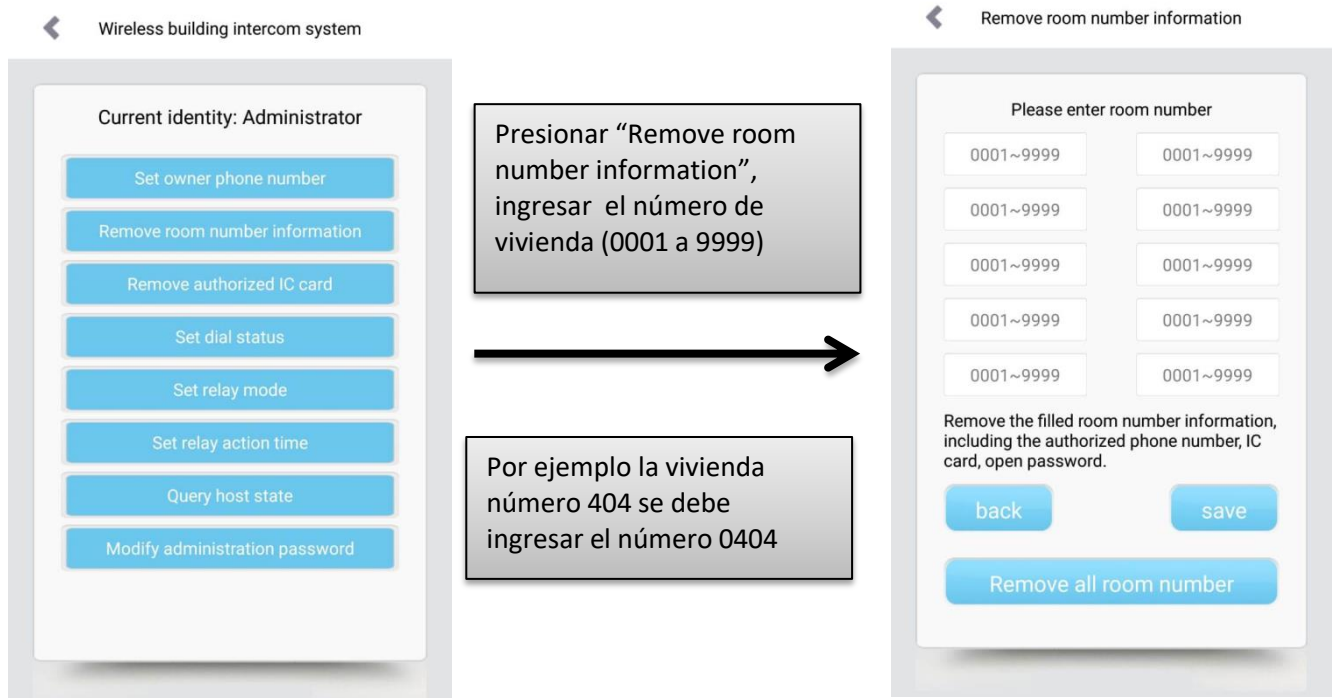 Wireless building intercom system
Current identity: Administrator
Set owner phone number
Remove room number information
Remove authorized IC card
Set dial status
Set relay mode
Set relay action time
Query host state
Modify administration password
Presionar “Remove room
number information”,
ingresar  el número de
vivienda (0001 a 9999)
Por ejemplo la vivienda
número 404 se debe
ingresar el número 0404
Remove room number information
Please enter room number
0001~9999 0001~9999
0001~9999 0001~9999
0001~9999 0001~9999
0001~9999 0001~9999
0001~9999 0001~9999
Remove the filled room number information,
including the authorized phone number, IC
card, open password.
back save
Remove all room number